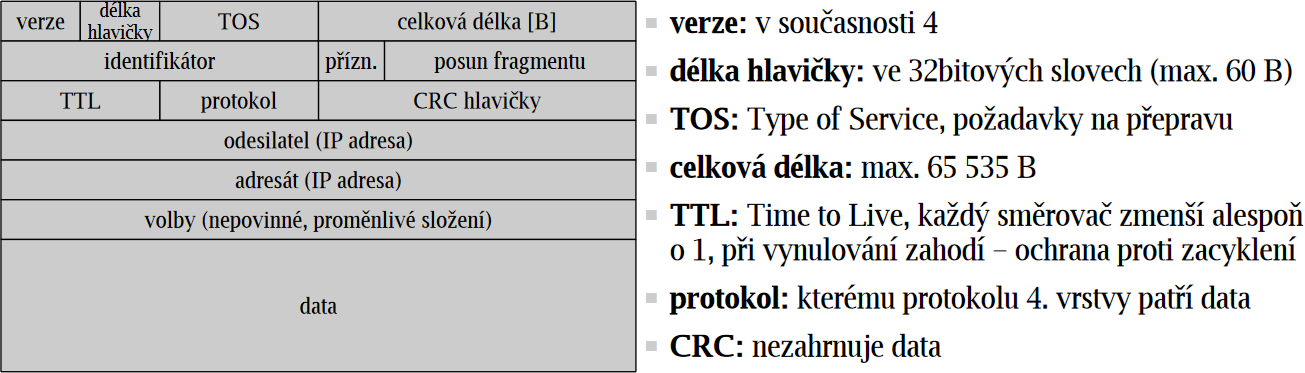 verze
délka
hlavičky
TOS
celková délka [B]
identifikátor
přízn.
posun fragmentu
TTL
protokol
CRC hlavičky
odesilatel (IP adresa)
adresát (IP adresa)
volby (nepovinné, proměnlivé složení)
data
verze: v současnosti 4
délka hlavičky: ve 32bitových slovech (max. 60 B)
TOS: Type of Service, požadavky na přepravu
celková délka: max. 65 535 B
TTL: Time to Live, každý směrovač zmenší alespoň
o 1, při vynulování zahodí – ochrana proti zacyklení
protokol: kterému protokolu 4. vrstvy patří data
CRC: nezahrnuje data